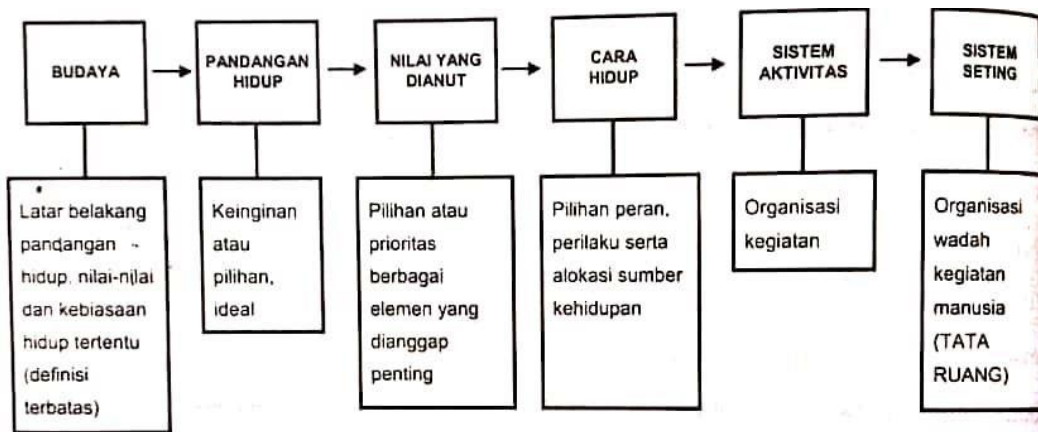 BUDAYA
PANDANGAN
HIDUP
NILAI YANG
DIANUT
CARA
HIDUP
SISTEM
AKTIVITAS
SISTEM
SETING
Latar belakang
pandangan
hidup, nilai-nilai
dan kebiasaan
hidup tertentu
(definisi
terbatas)
Keinginan
atau
pilihan,
ideal
Pilihan atau
prioritas
berbagai
elemen yang
dianggap
penting
Pilihan peran,
perilaku serta
alokasi sumber
kehidupan
Organisasi
kegiatan
Organisasi
wadah
kegiatan
manusia
(TATA
RUANG)